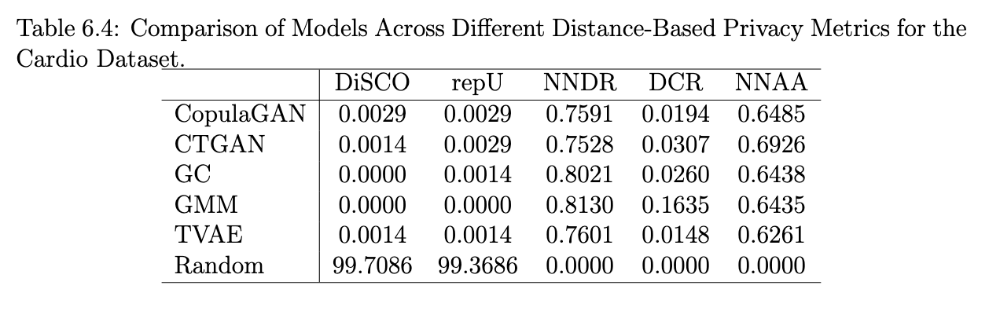 Table 6.4: Comparison of Models Across Different Distance-Based Privacy Metrics for the
Cardio Dataset.
DiSCO repU NNDR DCR NNAA
CopulaGAN 0.0029 0.0029 0.7591 0.0194 0.6485
CTGAN 0.0014 0.0029 0.7528 0.0307 0.6926
GC 0.0000 0.0014 0.8021 0.0260 0.6438
GMM 0.0000 0.0000 0.8130 0.1635 0.6435
TVAE 0.0014 0.0014 0.7601 0.0148 0.6261
Random 99.7086 99.3686 0.0000 0.0000 0.0000